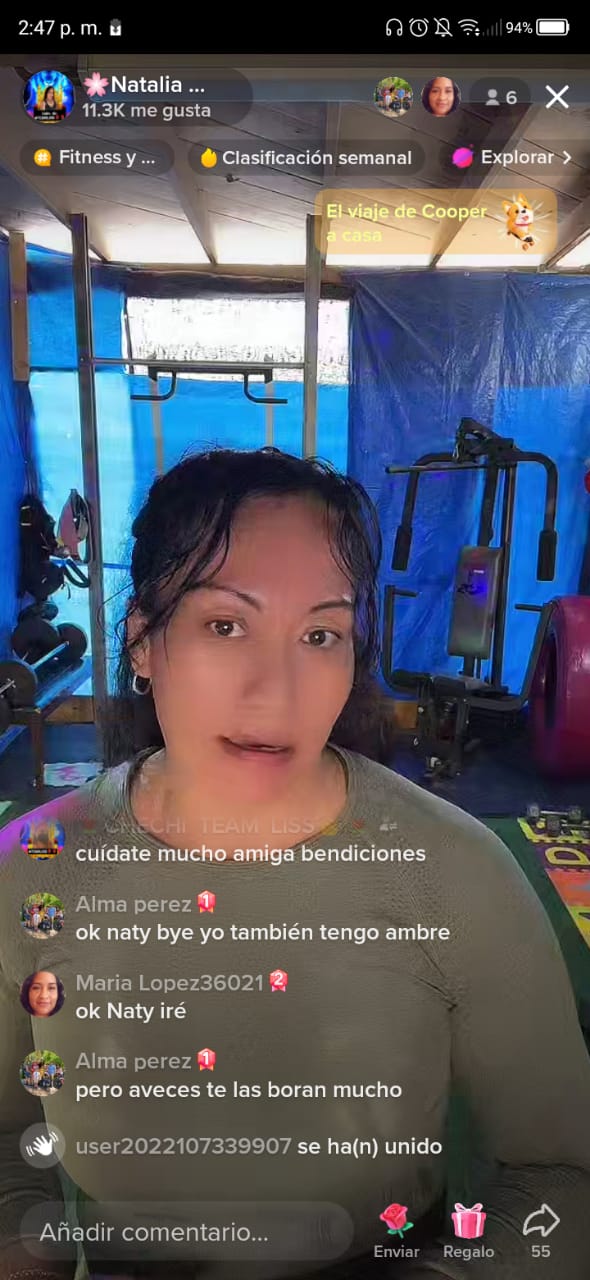 2:47 p. m.
94%
🌸Natalia ...
11.3K me gusta
6
Fitness y ...
Clasificación semanal
Explorar
El viaje de Cooper
a casa
CHECHI TEAM LISS
cuídate mucho amiga bendiciones
Alma perez 1
ok naty bye yo también tengo ambre
Maria Lopez36021 2
ok Naty iré
Alma perez 1
pero aveces te las boran mucho
user2022107339907 se ha(n) unido
Añadir comentario...
Enviar
Regalo
55